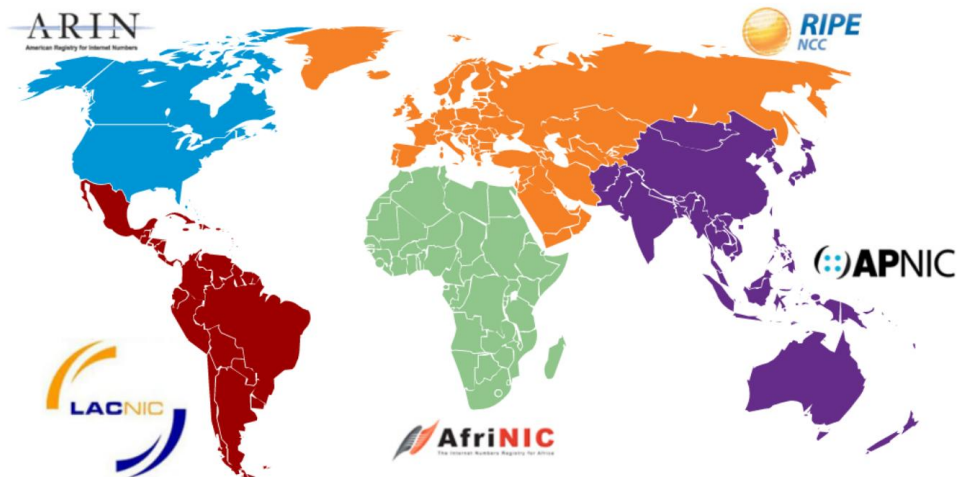 ARIN
American Registry for Internet Numbers
RIPE
NCC
APNIC
LACNIC
AfriNIC
The Internet Numbers Registry for Africa